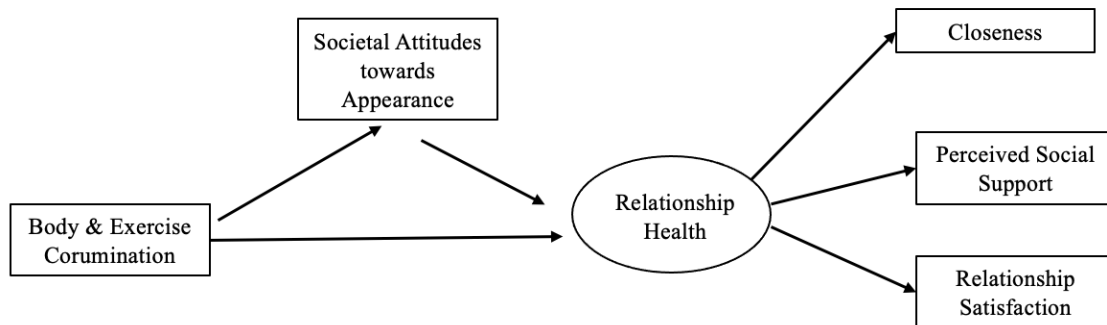 Societal Attitudes
towards
Appearance
Closeness
Perceived Social
Support
Body & Exercise
Corumination
Relationship
Health
Relationship
Satisfaction